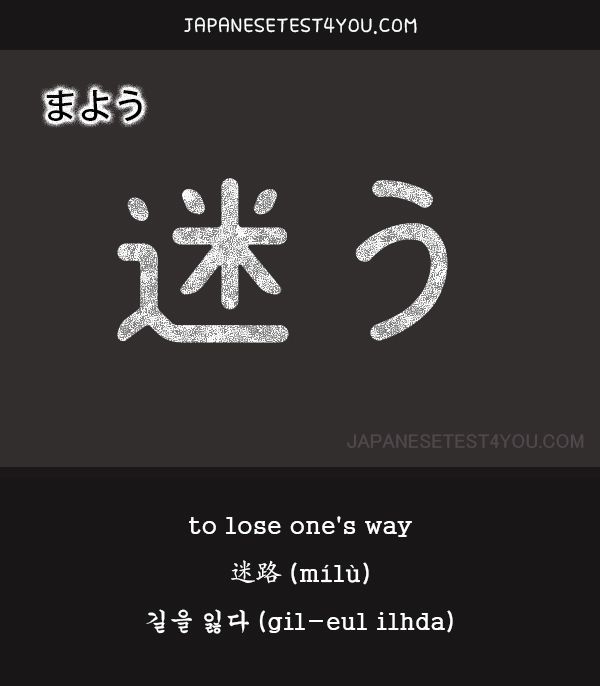 JAPANESETEST4YOU.COM
まよう
迷う
JAPANESETEST4YOU.COM
to lose one's way
迷路 (mílù)
길을 잃다 (gil-eul ilhda)